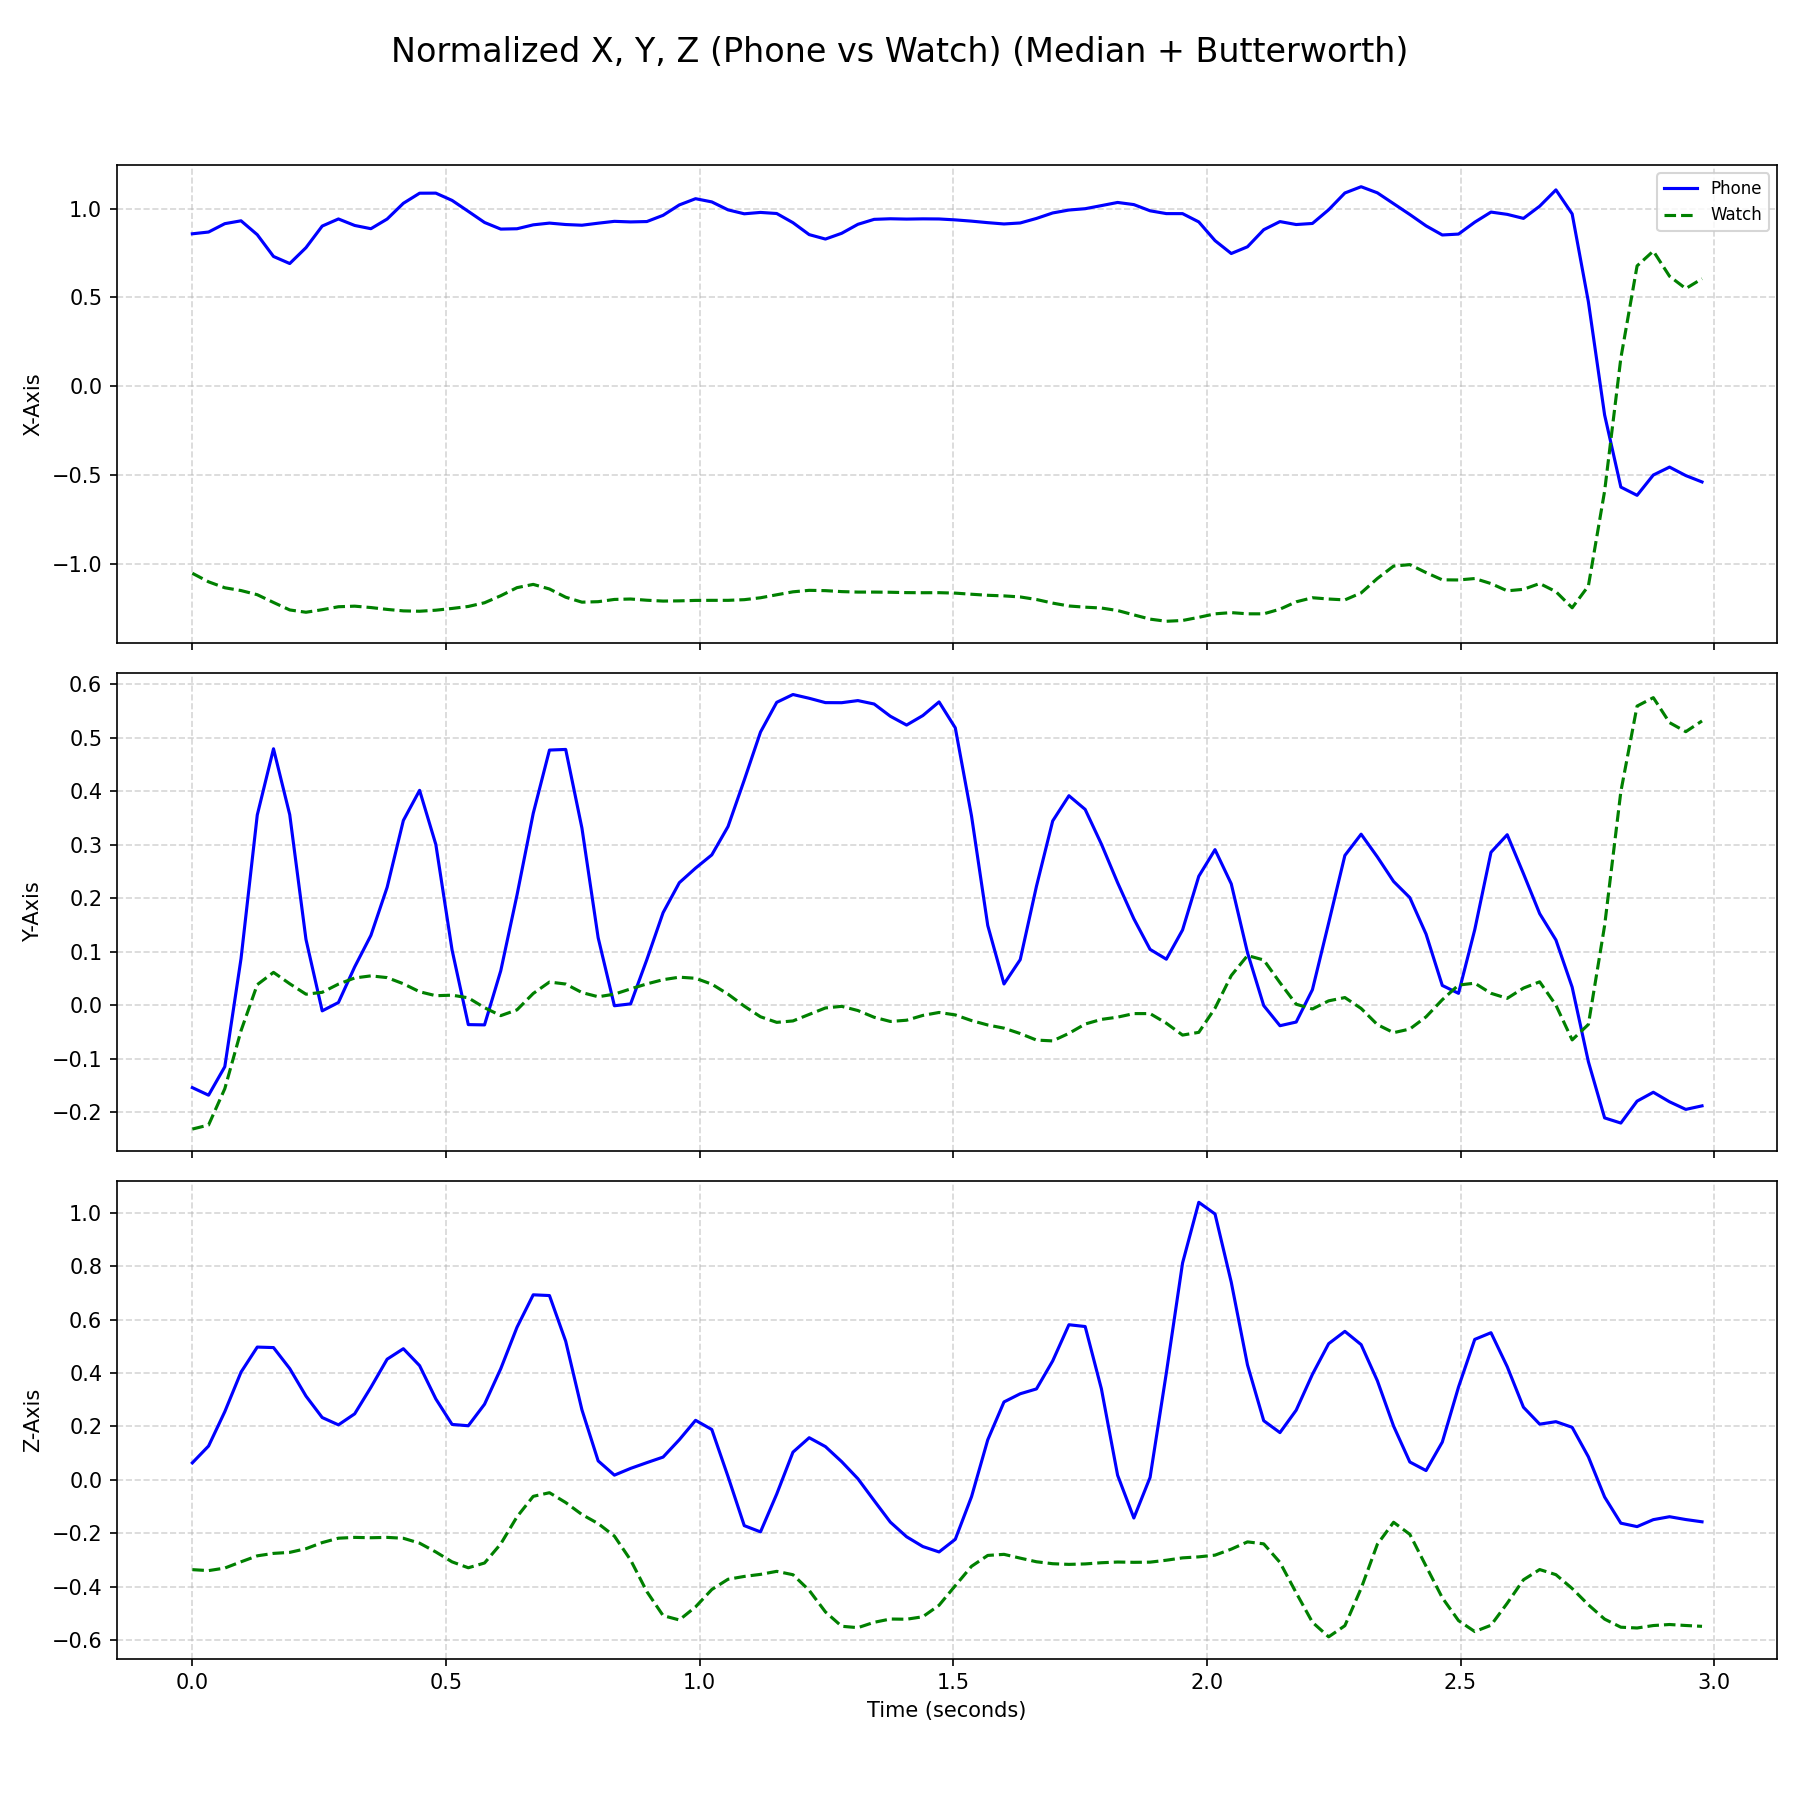 Normalized X, Y, Z (Phone vs Watch) (Median + Butterworth)
Phone
Watch
X-Axis
1.0
0.5
0.0
−0.5
−1.0
Y-Axis
0.6
0.5
0.4
0.3
0.2
0.1
0.0
−0.1
−0.2
Z-Axis
1.0
0.8
0.6
0.4
0.2
0.0
−0.2
−0.4
−0.6
0.0 0.5 1.0 1.5 2.0 2.5 3.0
Time (seconds)